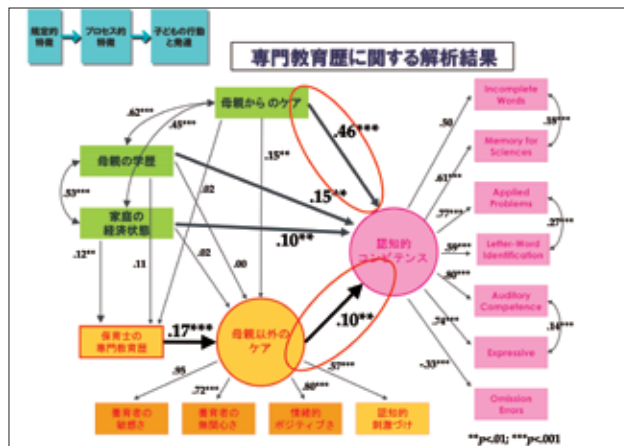 規定的
特徴
プロセス的
特徴
子どもの行動
と発達
専門教育歴に関する解析結果
母親からのケア
母親の学歴
家庭の
経済状態
保育士の
専門教育歴
母親以外の
ケア
認知的
コンピテンス
養育者の
敏感さ
養育者の
無関心さ
情緒的
ポジティブさ
認知的
刺激づけ
Incomplete
Words
Memory for
Sciences
Applied
Problems
Letter-Word
Identification
Auditory
Competence
Expressive
Omission
Errors
.62***
.45***
.53***
.12**
.11
.02
.15**
.46***
.15**
.10**
.02
.00
.17***
.10**
.95
.72***
.80***
.57***
.50
.61***
.77***
.59***
.80***
.74***
-.33***
.27***
.14***
**p<.01; ***p<.001